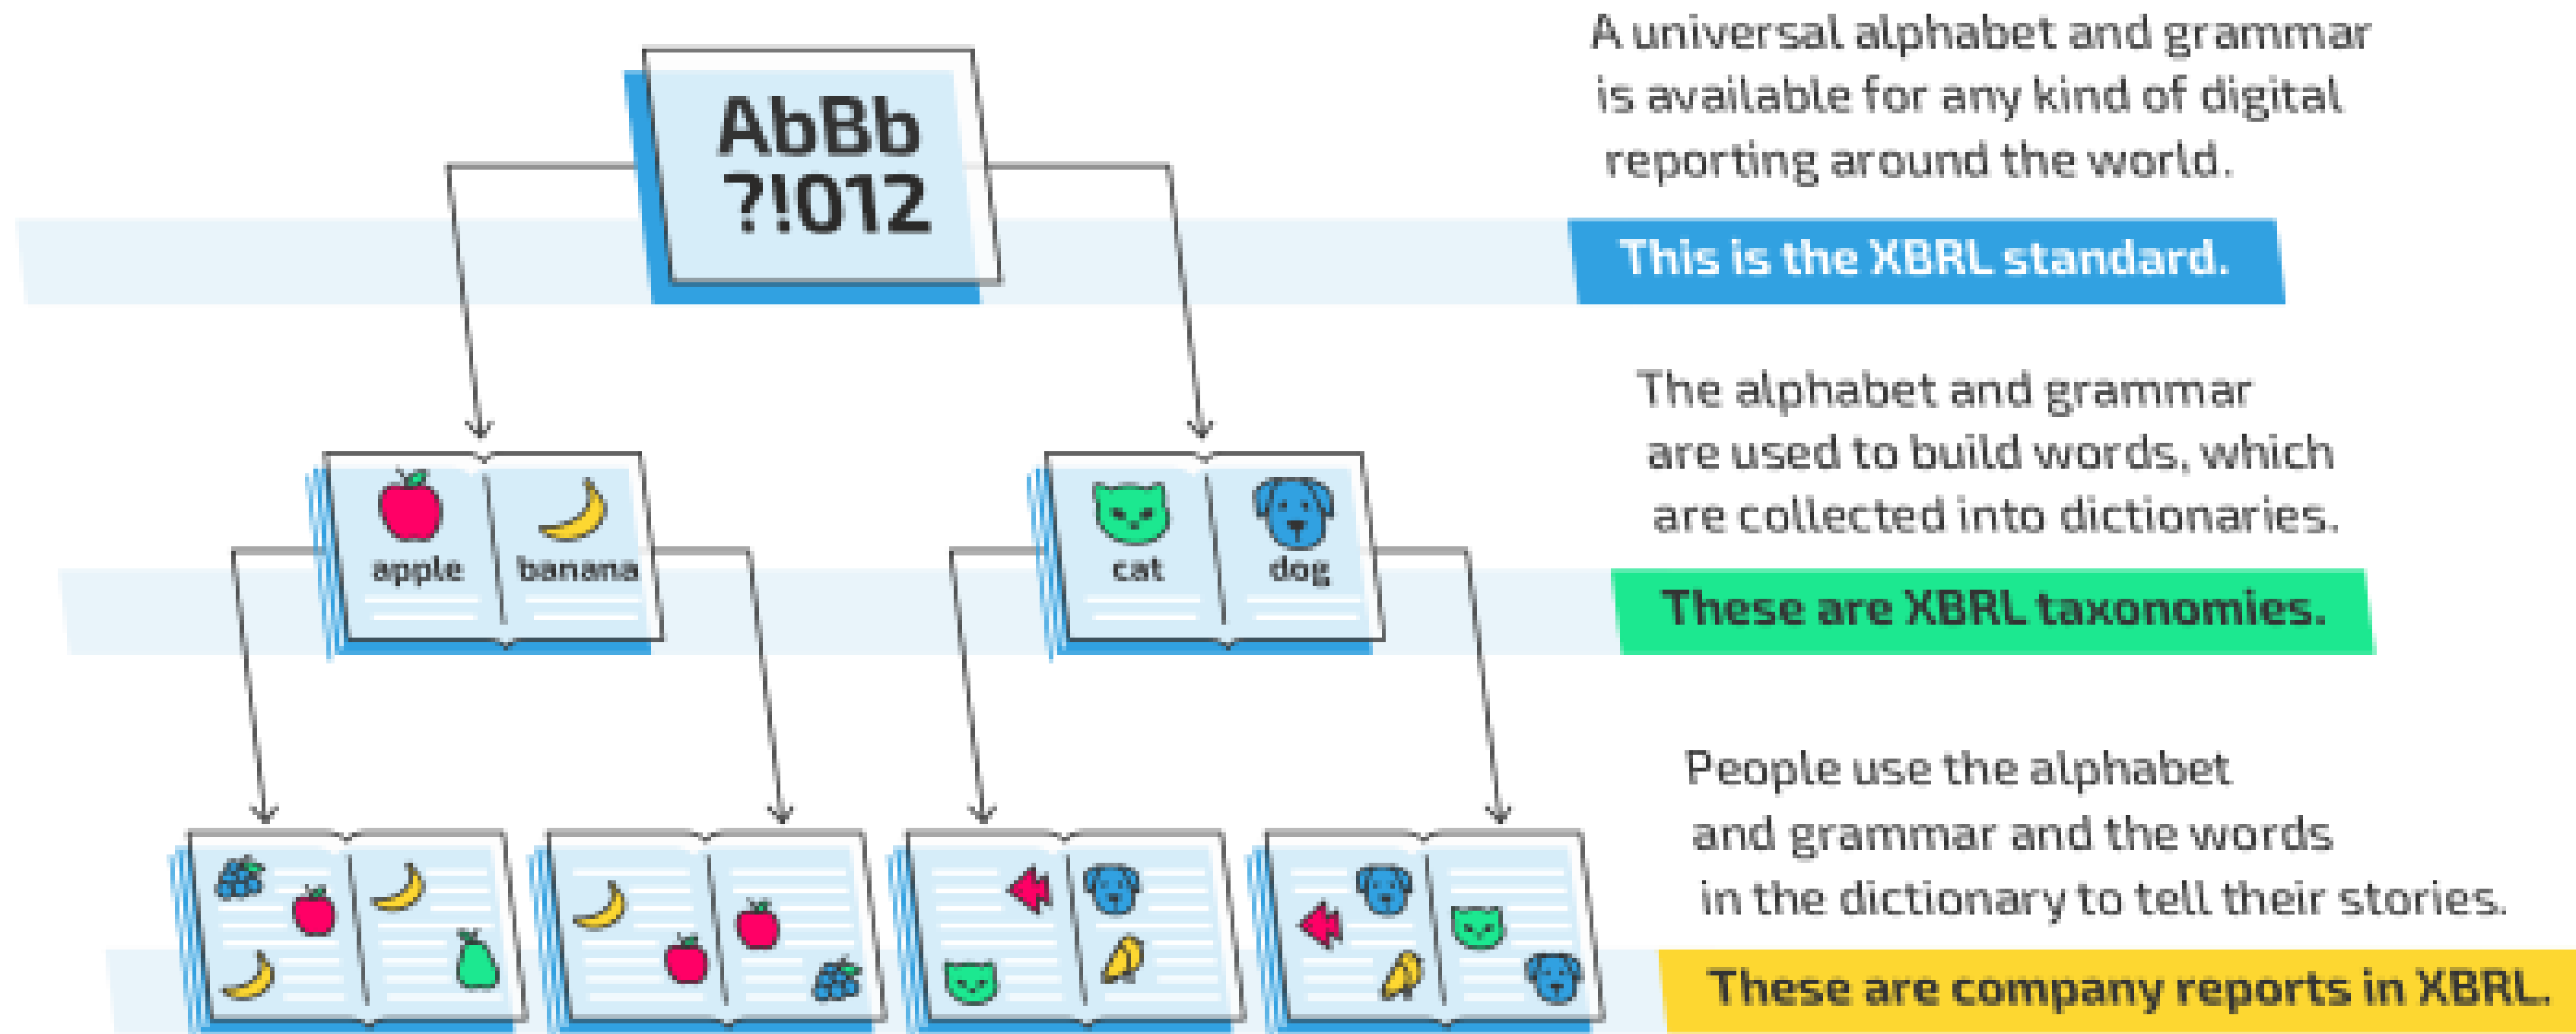 AbBb
?!012
A universal alphabet and grammar
is available for any kind of digital
reporting around the world.
This is the XBRL standard.
apple
banana
cat
dog
The alphabet and grammar
are used to build words, which
are collected into dictionaries.
These are XBRL taxonomies.
People use the alphabet
and grammar and the words
in the dictionary to tell their stories.
These are company reports in XBRL.